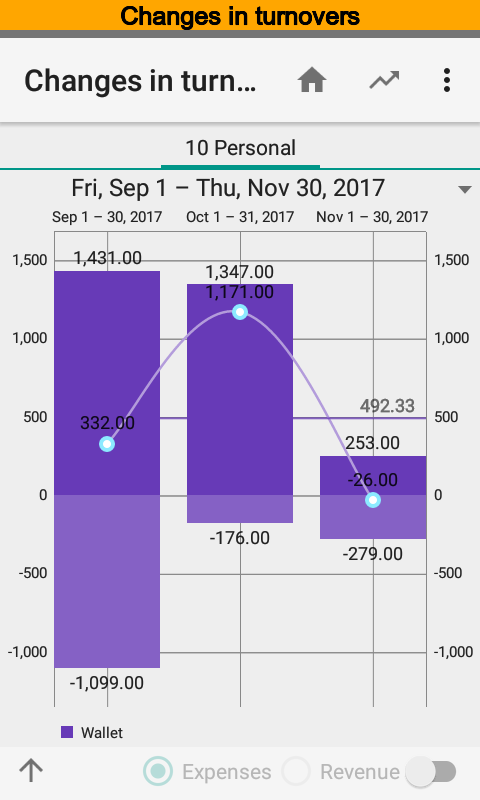 Changes in turnovers
Changes in turn…
10 Personal
Fri, Sep 1 – Thu, Nov 30, 2017
Sep 1 – 30, 2017 Oct 1 – 31, 2017 Nov 1 – 30, 2017
1,500 1,431.00 1,347.00 1,500
1,171.00
1,000 1,000
492.33
500 332.00 253.00 500
-26.00
0 0
-176.00 -279.00
-500 -500
-1,000 -1,000
-1,099.00
Wallet
Expenses Revenue